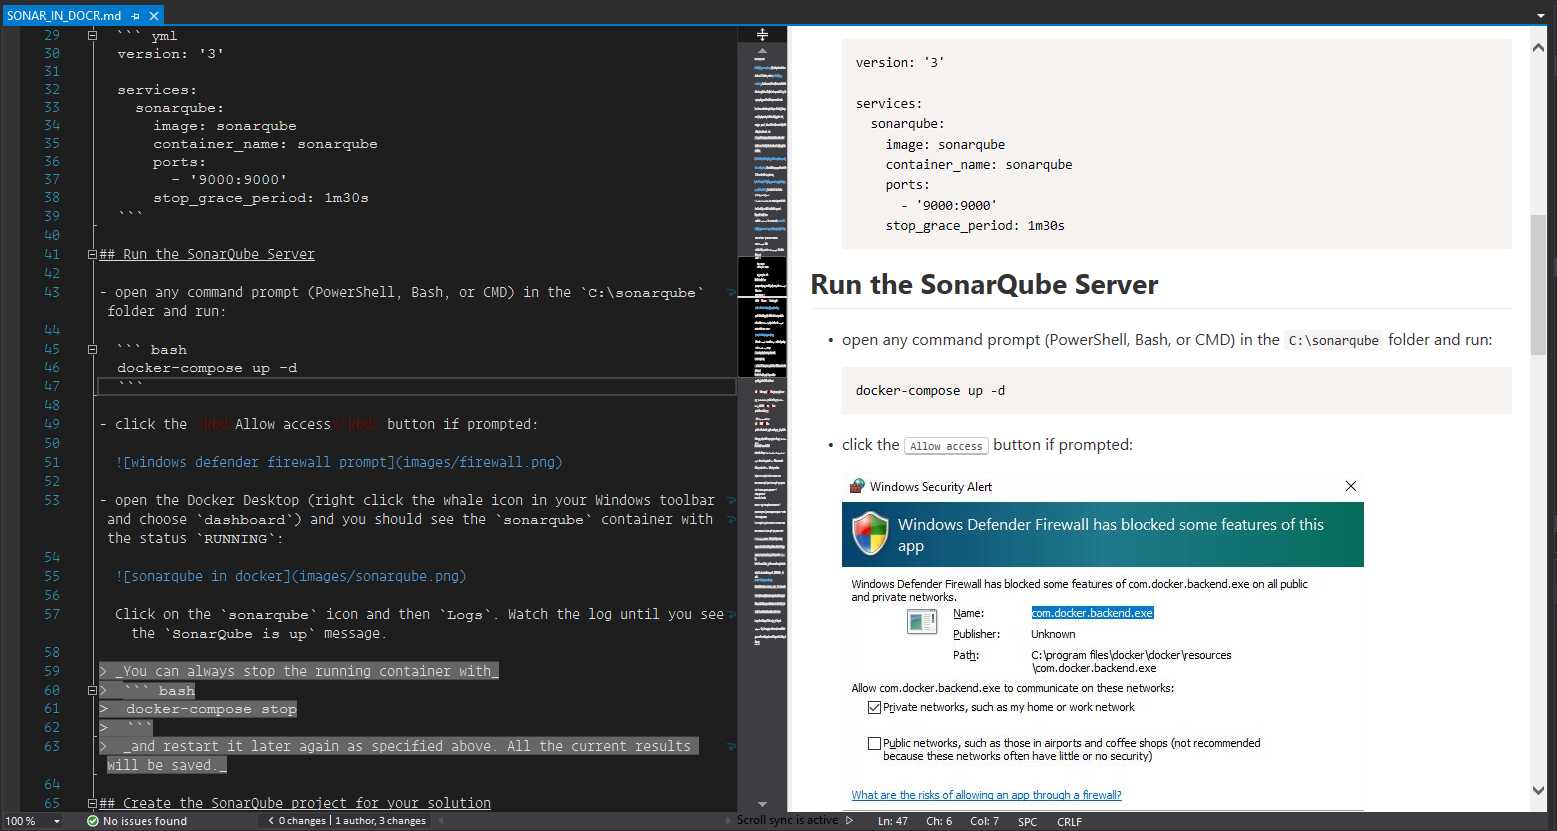 SONAR_IN_DOCR.md
29 ``` yml
30 version: '3'
31
32 services:
33 sonarqube:
34 image: sonarqube
35 container_name: sonarqube
36 ports:
37 - '9000:9000'
38 stop_grace_period: 1m30s
39 ```
40
41 ## Run the SonarQube Server
42
43 - open any command prompt (PowerShell, Bash, or CMD) in the `C:\sonarqube`
folder and run:
44
45 ``` bash
46 docker-compose up -d
47 ```
48
49 - click the Allow access button if prompted:
50
51 ![windows defender firewall prompt](images/firewall.png)
52
53 - open the Docker Desktop (right click the whale icon in your Windows toolbar
and choose `dashboard`) and you should see the `sonarqube` container with
the status `RUNNING`:
54
55 ![sonarqube in docker](images/sonarqube.png)
56
57 Click on the `sonarqube` icon and then `Logs`. Watch the log until you see
the `SonarQube is up` message.
58
59 > _You can always stop the running container with_
60 > ``` bash
61 > docker-compose stop
62 > ```
63 > _and restart it later again as specified above. All the current results
will be saved._
64
65 ## Create the SonarQube project for your solution
version: '3'
services:
sonarqube:
image: sonarqube
container_name: sonarqube
ports:
- '9000:9000'
stop_grace_period: 1m30s
Run the SonarQube Server
• open any command prompt (PowerShell, Bash, or CMD) in the C:\sonarqube folder and run:
docker-compose up -d
• click the Allow access button if prompted:
Windows Security Alert
Windows Defender Firewall has blocked some features of this
app
Windows Defender Firewall has blocked some features of com.docker.backend.exe on all public
and private networks.
Name: com.docker.backend.exe
Publisher: Unknown
Path: C:\program files\docker\docker\resources
\com.docker.backend.exe
Allow com.docker.backend.exe to communicate on these networks:
Private networks, such as my home or work network
Public networks, such as those in airports and coffee shops (not recommended
because these networks often have little or no security)
What are the risks of allowing an app through a firewall?
100 % No issues found 0 changes | 1 author, 3 changes Scroll sync is active Ln: 47 Ch: 6 Col: 7 SPC CRLF